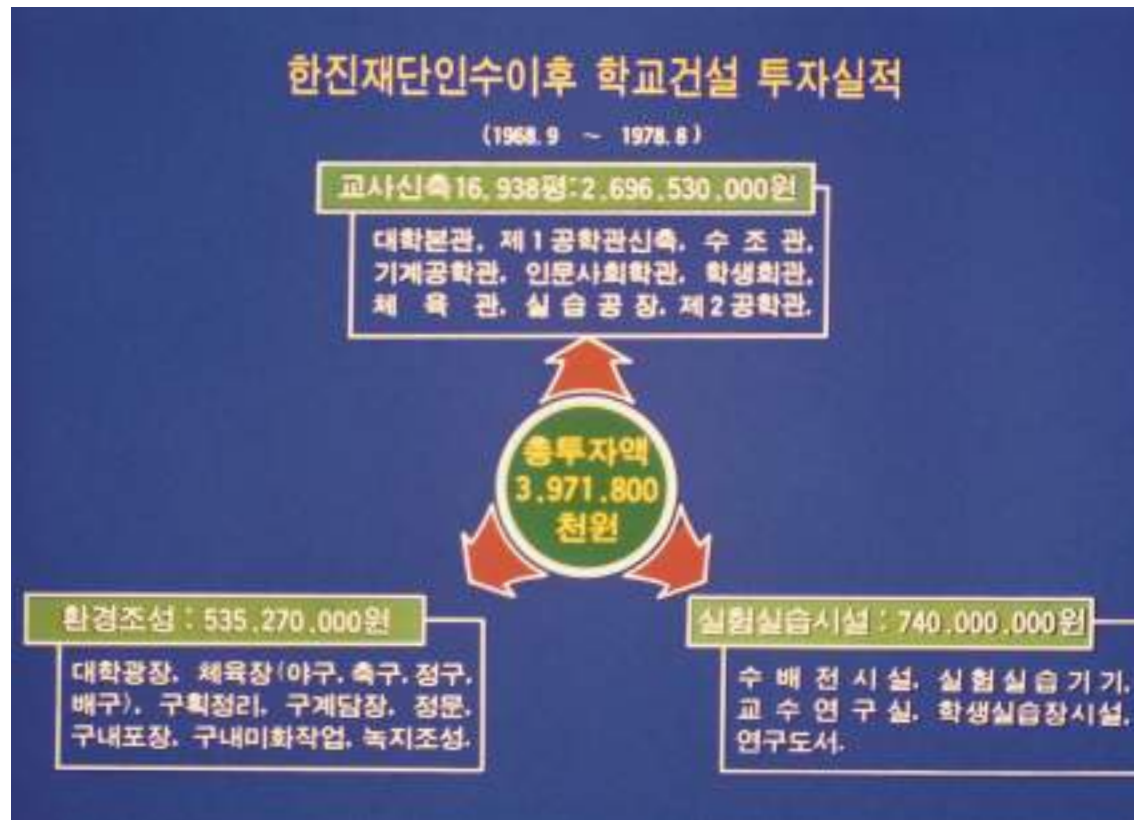 한진재단인수이후 학교건설 투자실적
(1968.9 ~ 1978.8)
교사신축16,938평:2.696.530.000원
대학본관, 제1공학관신축, 수조관,
기계공학관, 인문사회학관, 학생회관,
체육관, 실습공장, 제2공학관,
총투자액
3.971.800
천원
환경조성 : 535.270.000원
대학광장, 체육장(야구,축구,정구,
배구), 구획정리, 구계담장, 정문,
구내포장, 구내미화작업, 녹지조성.
실험실습시설 : 740.000.000원
수배전시설, 실험실습기기,
교수연구실, 학생실습장시설,
연구도서.